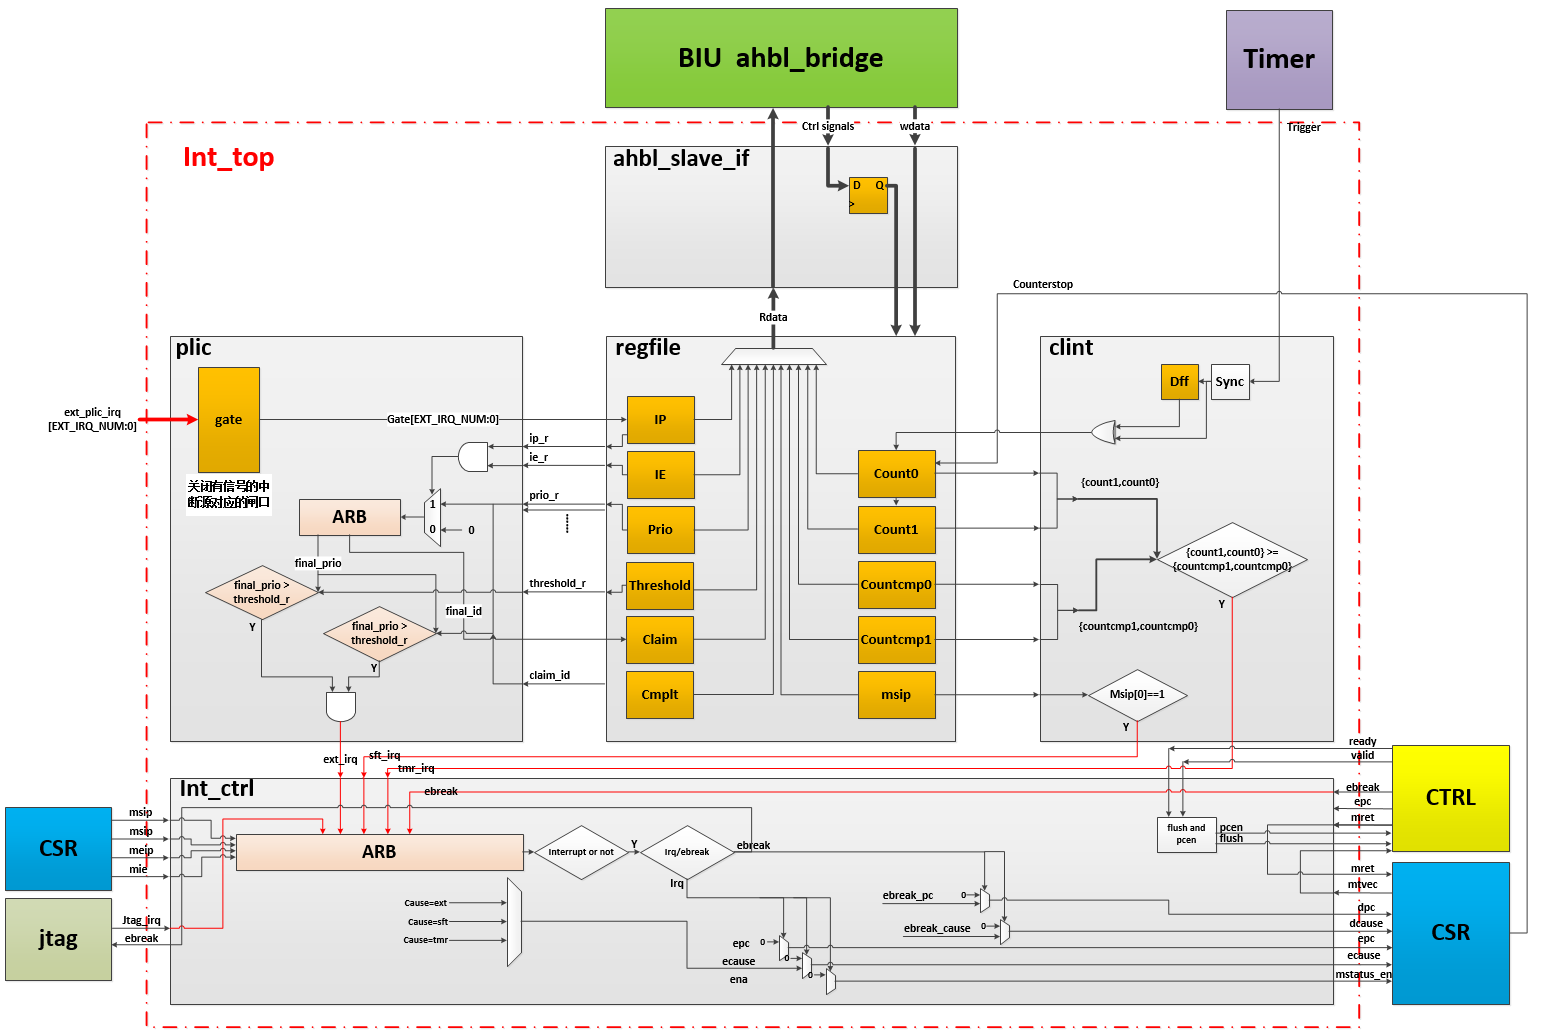 BIU ahbl_bridge
Timer
Ctrl signals
wdata
Trigger
Int_top
ahbl_slave_if
D Q
>
Counterstop
Rdata
plic
regfile
clint
gate
ext_plic_irq
[EXT_IRQ_NUM:0]
Gate[EXT_IRQ_NUM:0]
关闭有信号的中
断源对应的闸口
ip_r
ie_r
prio_r
threshold_r
claim_id
1
0
0
ARB
final_prio
final_id
final_prio >
threshold_r
Y
final_prio >
threshold_r
Y
IP
IE
Prio
Threshold
Claim
Cmplt
Count0
Count1
Countcmp0
Countcmp1
msip
Dff
Sync
{count1,count0}
{count1,count0} >=
{countcmp1,countcmp0}
Y
{countcmp1,countcmp0}
Msip[0]==1
Y
ext_irq
sft_irq
tmr_irq
Int_ctrl
ebreak
ready
valid
ebreak
epc
mret
CTRL
flush and
pcen
pcen
flush
CSR
msip
msip
meip
mie
ARB
Interrupt or not
Y
Irq/ebreak
ebreak
Irq
jtag
Jtag_irq
ebreak
Cause=ext
Cause=sft
Cause=tmr
ebreak_pc
0
ebreak_cause
0
epc
0
ecause
0
ena
0
mret
mtvec
dpc
dcause
epc
ecause
mstatus_en
CSR